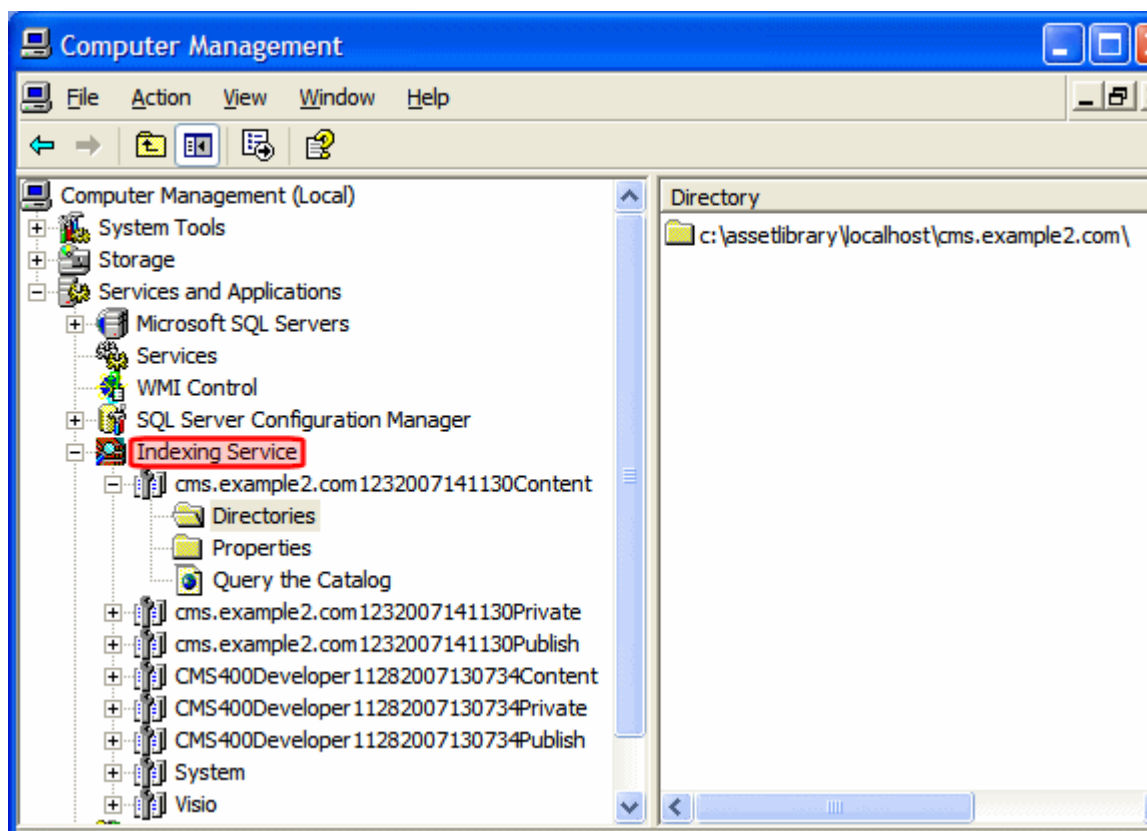 Computer Management
File Action View Window Help
Computer Management (Local)
System Tools
Storage
Services and Applications
Microsoft SQL Servers
Services
WMI Control
SQL Server Configuration Manager
Indexing Service
cms.example2.com1232007141130Content
Directories
Properties
Query the Catalog
cms.example2.com1232007141130Private
cms.example2.com1232007141130Publish
CMS400Developer11282007130734Content
CMS400Developer11282007130734Private
CMS400Developer11282007130734Publish
System
Visio
Directory
c:\assetlibrary\localhost\cms.example2.com\